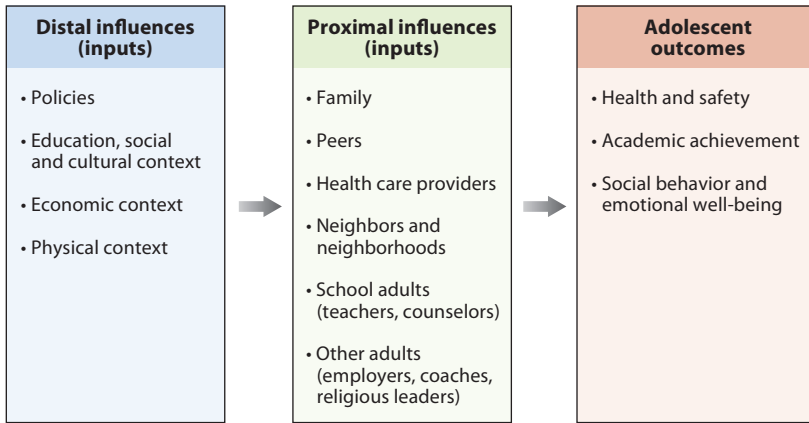 Distal influences
(inputs)
• Policies
• Education, social
and cultural context
• Economic context
• Physical context
Proximal influences
(inputs)
• Family
• Peers
• Health care providers
• Neighbors and
neighborhoods
• School adults
(teachers, counselors)
• Other adults
(employers, coaches,
religious leaders)
Adolescent
outcomes
• Health and safety
• Academic achievement
• Social behavior and
emotional well-being